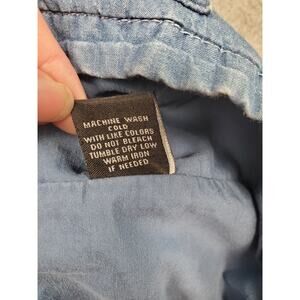 MACHINE WASH
COLD
WITH LIKE COLORS
DO NOT BLEACH
TUMBLE DRY LOW
WARM IRON
IF NEEDED